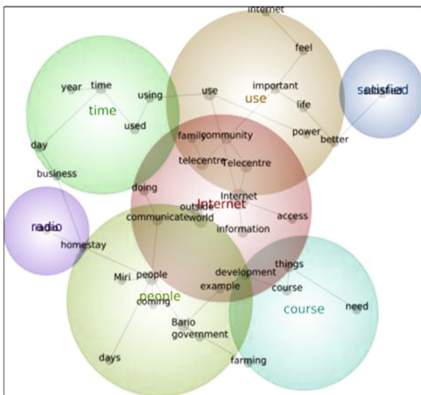 internet
feel
year
time
using
use
important
use
satisfied
time
life
used
family
community
power
better
day
telecentre
Telecentre
business
doing
Internet
Internet
outside
communicate
world
access
radio
information
homestay
things
Miri
people
development
course
people
example
coming
need
course
Bario
government
days
farming